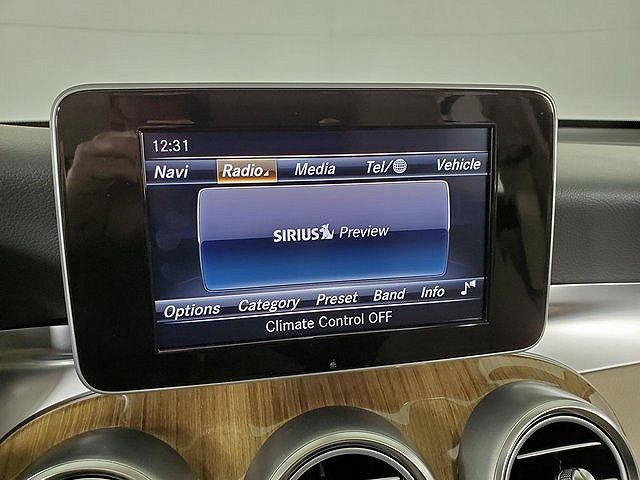 12:31
Navi Radio Media Tel/ Vehicle
SIRIUS Preview
Options Category Preset Band Info
Climate Control OFF